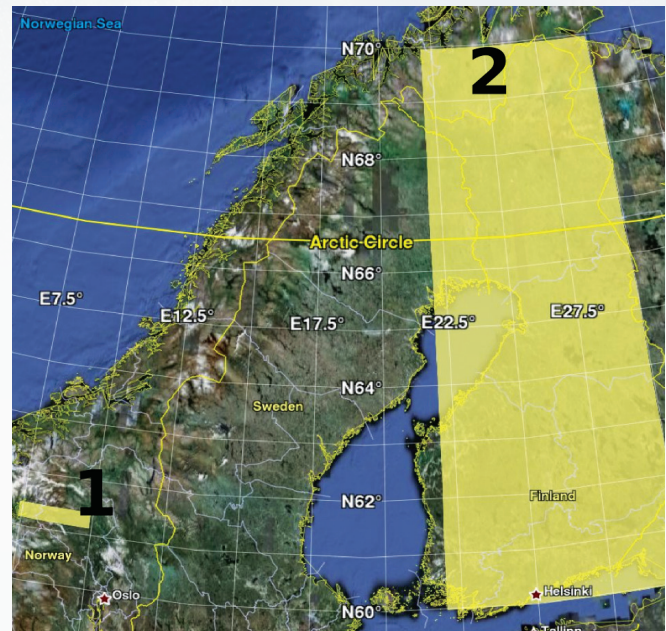 Norwegian Sea
N70°
2
N68°
Arctic Circle
N66°
E7.5°
E12.5°
E17.5°
E22.5°
E27.5°
N64°
Sweden
1
N62°
Finland
Norway
Oslo
Helsinki
N60°
Tallinn